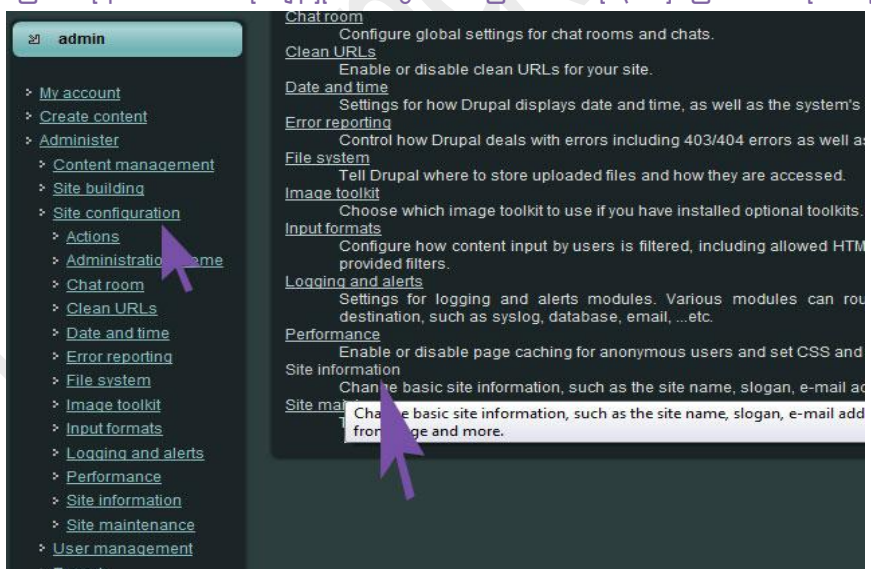 admin
My account
Create content
Administer
Content management
Site building
Site configuration
Actions
Administration
Chat room
Clean URLs
Date and time
Error reporting
File system
Image toolkit
Input formats
Logging and alerts
Performance
Site information
Site maintenance
User management
Chat room
Configure global settings for chat rooms and chats.
Clean URLs
Enable or disable clean URLs for your site.
Date and time
Settings for how Drupal displays date and time, as well as the system's
Error reporting
Control how Drupal deals with errors including 403/404 errors as well as
File system
Tell Drupal where to store uploaded files and how they are accessed.
Image toolkit
Choose which image toolkit to use if you have installed optional toolkits.
Input formats
Configure how content input by users is filtered, including allowed HTM
provided filters.
Logging and alerts
Settings for logging and alerts modules. Various modules can rou
destination, such as syslog, database, email, ...etc.
Performance
Enable or disable page caching for anonymous users and set CSS and
Site information
Change basic site information, such as the site name, slogan, e-mail ad
Site
basic site information, such as the site name, slogan, e-mail add
and more.